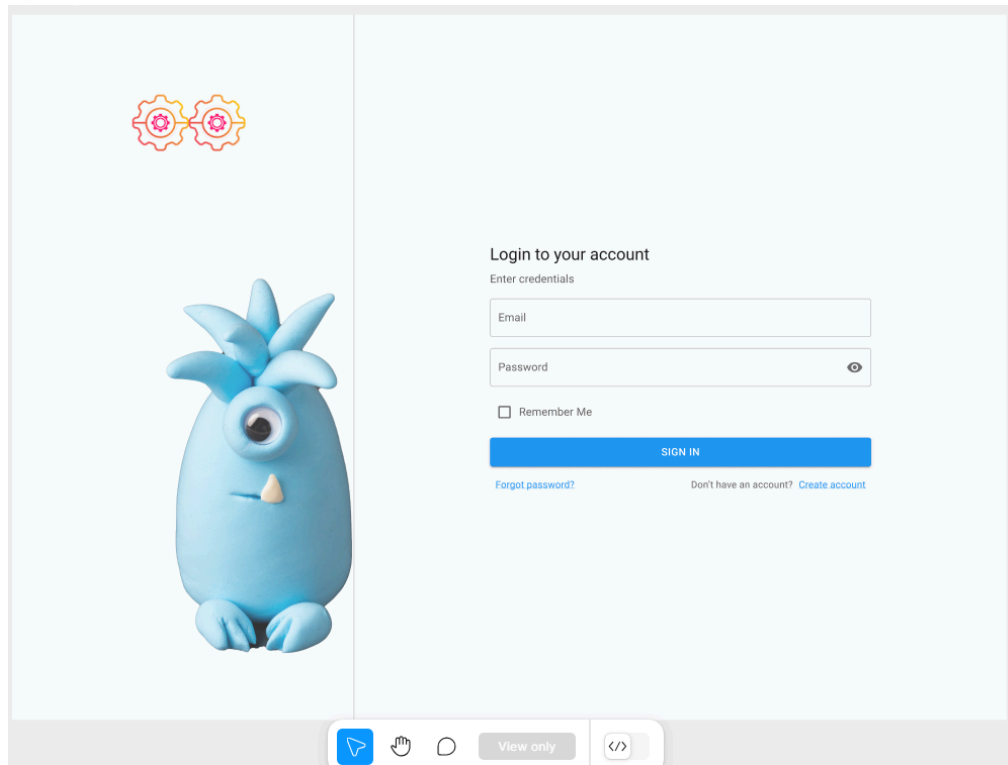 Login to your account
Enter credentials
Email
Password
Remember Me
SIGN IN
Forgot password? Don't have an account? Create account
View only
</>